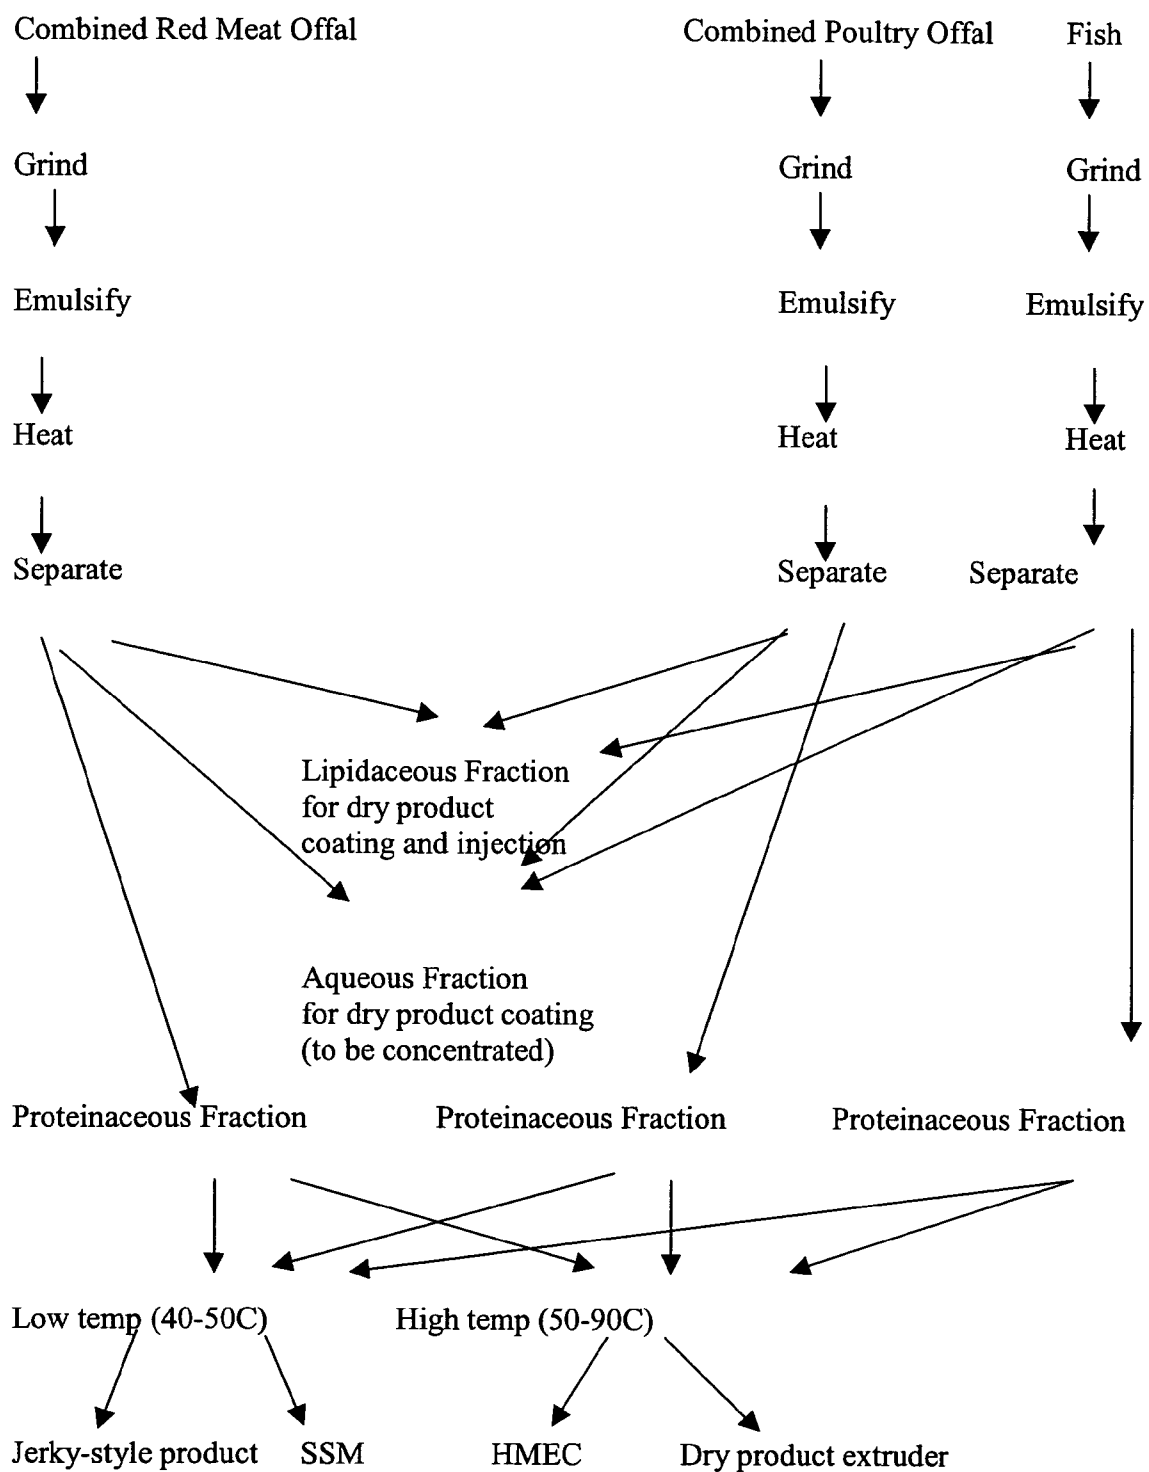 Combined Red Meat Offal
Combined Poultry Offal
Fish
Grind
Grind
Grind
Emulsify
Emulsify
Emulsify
Heat
Heat
Heat
Separate
Separate
Separate
Lipidaceous Fraction
for dry product
coating and injection
Aqueous Fraction
for dry product coating
(to be concentrated)
Proteinaceous Fraction
Proteinaceous Fraction
Proteinaceous Fraction
Low temp (40-50C)
High temp (50-90C)
Jerky-style product
SSM
HMEC
Dry product extruder